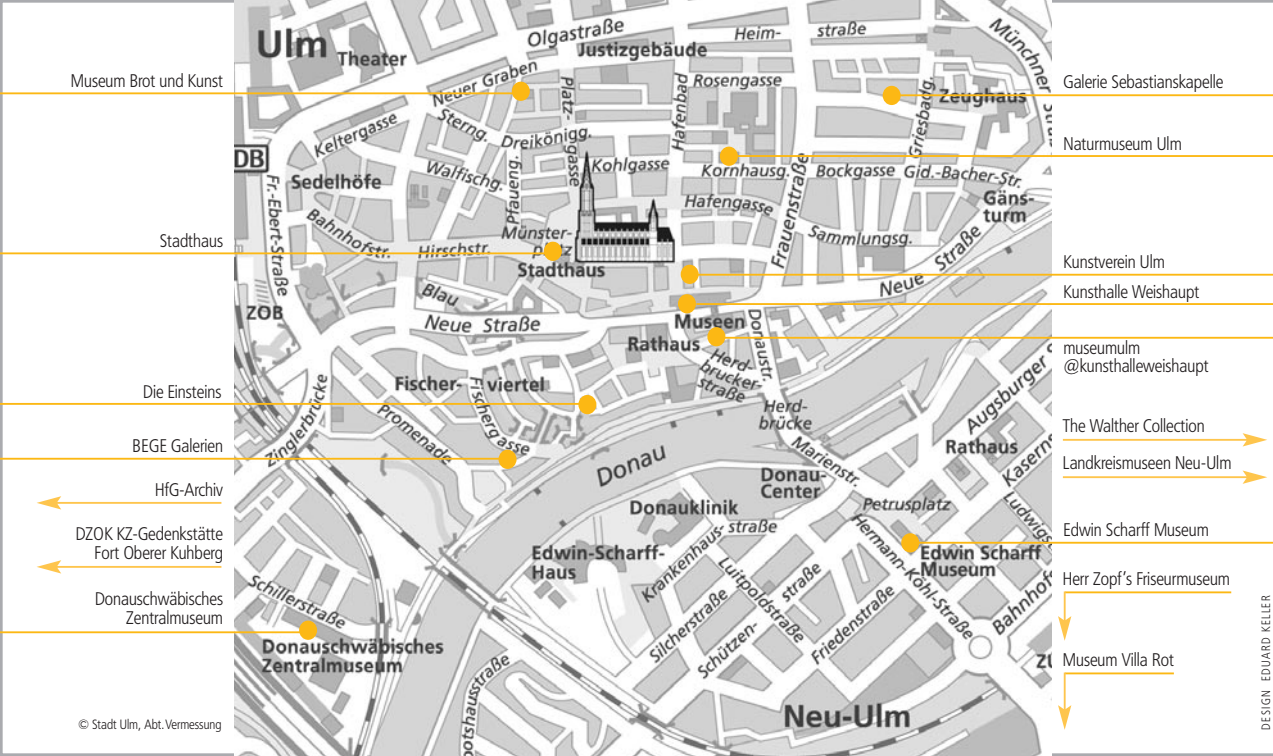 Museum Brot und Kunst
Stadthaus
Die Einsteins
BEGE Galerien
HfG-Archiv
DZOK KZ-Gedenkstätte
Fort Oberer Kuhberg
Donauschwäbisches
Zentralmuseum
© Stadt Ulm, Abt. Vermessung
Ulm
Theater
Olgastraße
Justizgebäude
Heim-
straße
Münchner
Neuer Graben
Platz-
gasse
Hafenbad
Rosengasse
Griesbadg.
Zeughaus
Keltergasse
Sterng.
Dreikönigg.
DB
Sedelhöfe
Walfischg.
Pfaueng.
Kohlgasse
Kornhausg.
Bockgasse
Gid.-Bacher-Str.
Fr.-Ebert-Straße
Bahnhofstr.
Hirschstr.
Münster-
platz
Stadthaus
Hafengasse
Frauenstraße
Sammlungsg.
Gäns-
turm
ZOB
Blau
Neue Straße
Neue Straße
Museen
Rathaus
Donaustr.
Herd-
brucker-
straße
Fischer-
viertel
Fischergasse
Promenade
Zinglerbrücke
Herd-
brücke
Augsburger
Donau
Marienstr.
Rathaus
Donau-
Center
Donauklinik
Petrusplatz
Edwin-Scharff-
Haus
Krankenhaus-
straße
Hermann-Köhl-Straße
Edwin Scharff
Museum
Silcherstraße
Luitpoldstraße
Schützen-
straße
Friedenstraße
Schillerstraße
Donauschwäbisches
Zentralmuseum
Neu-Ulm
Galerie Sebastianskapelle
Naturmuseum Ulm
Kunstverein Ulm
Kunsthalle Weishaupt
museumulm
@kunsthalleweishaupt
The Walther Collection
Landkreismuseen Neu-Ulm
Edwin Scharff Museum
Herr Zopf's Friseurmuseum
Museum Villa Rot
DESIGN EDUARD KELLER